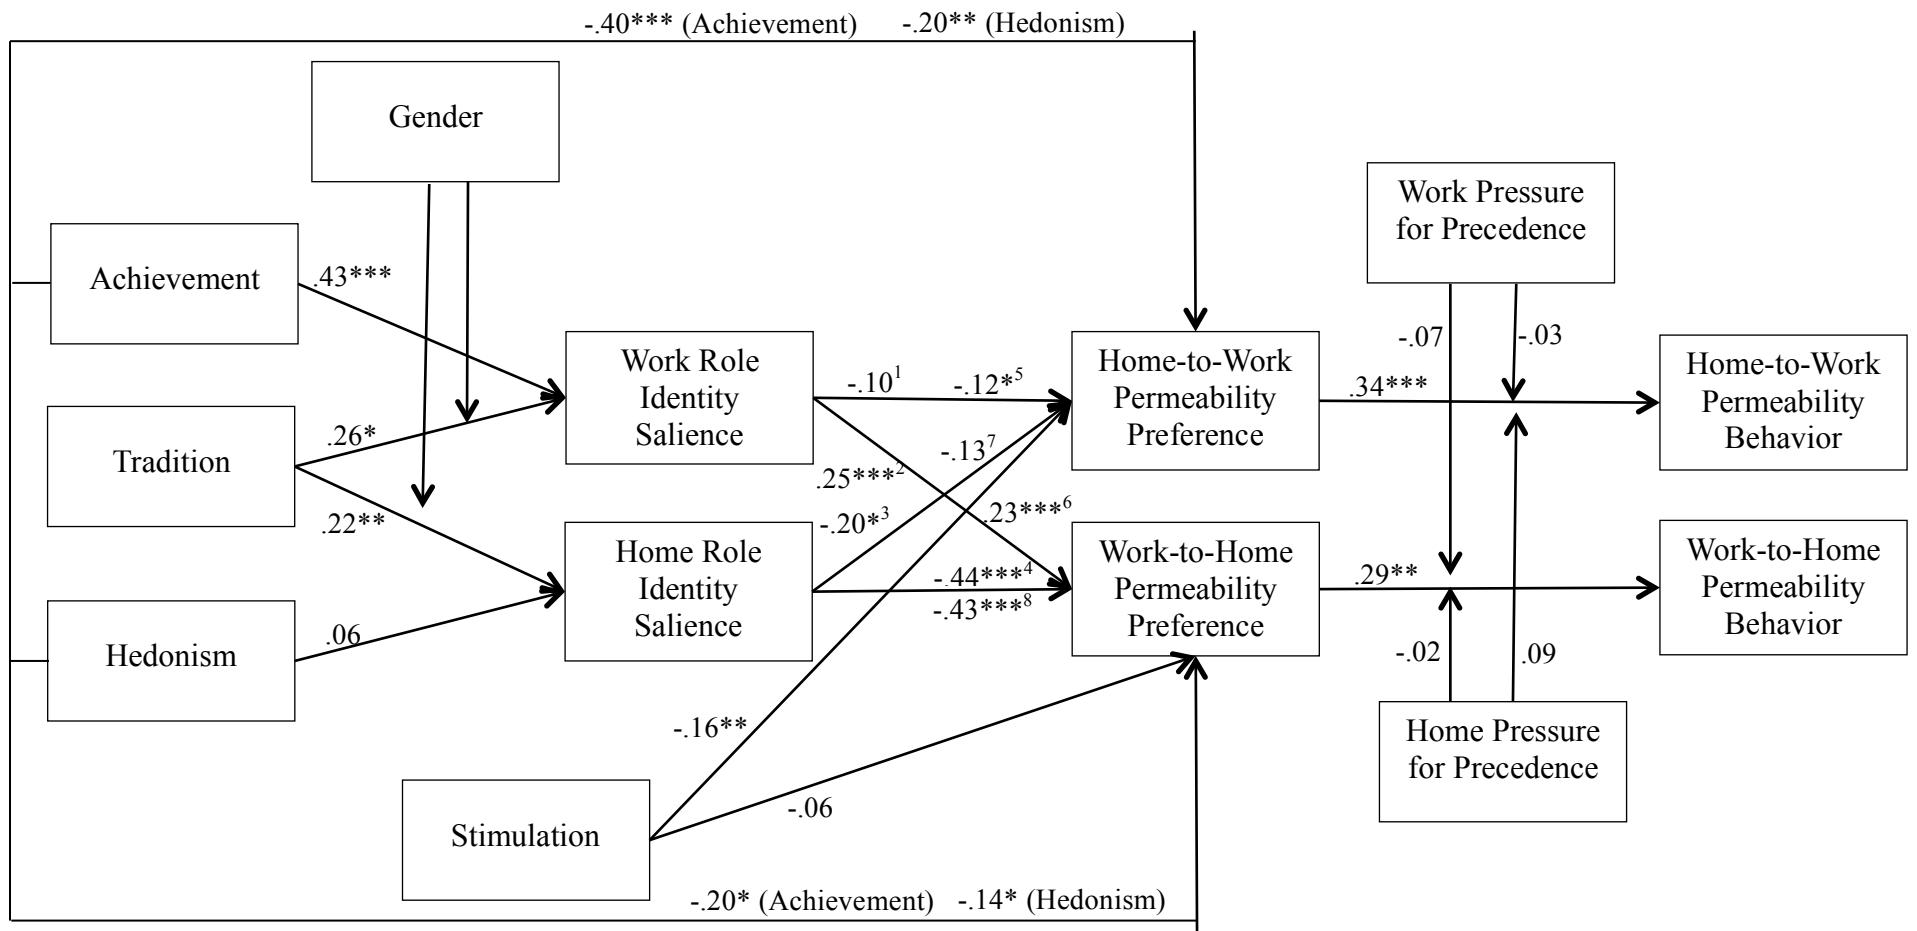 -.40*** (Achievement) -.20** (Hedonism)
Gender
Work Pressure
for Precedence
Achievement
.43***
-.07
-.03
Work Role
Identity
Salience
-.10¹
-.12*⁵
Home-to-Work
Permeability
Preference
.34***
Home-to-Work
Permeability
Behavior
Tradition
.26*
.22**
-.13⁷
.25***²
-.20*³
.23***⁶
Home Role
Identity
Salience
-.44***⁴
-.43***⁸
Work-to-Home
Permeability
Preference
.29**
Work-to-Home
Permeability
Behavior
Hedonism
.06
-.02
.09
-.16**
Home Pressure
for Precedence
Stimulation
-.06
-.20* (Achievement) -.14* (Hedonism)